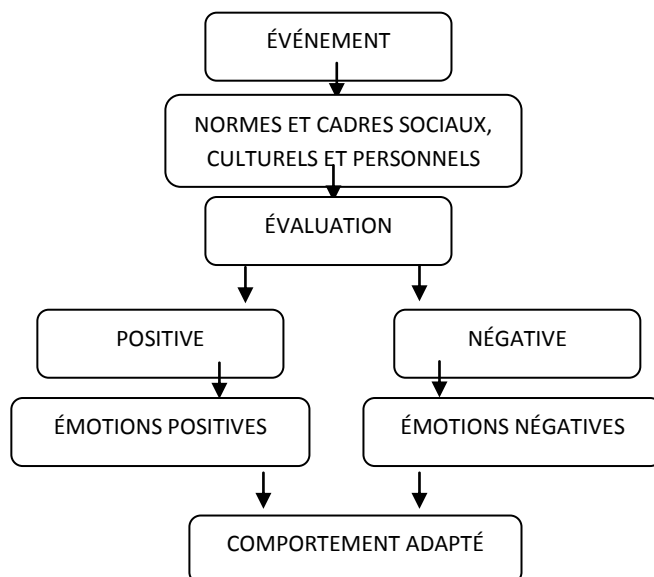 ÉVÉNEMENT
NORMES ET CADRES SOCIAUX,
CULTURELS ET PERSONNELS
ÉVALUATION
POSITIVE
NÉGATIVE
ÉMOTIONS POSITIVES
ÉMOTIONS NÉGATIVES
COMPORTEMENT ADAPTÉ